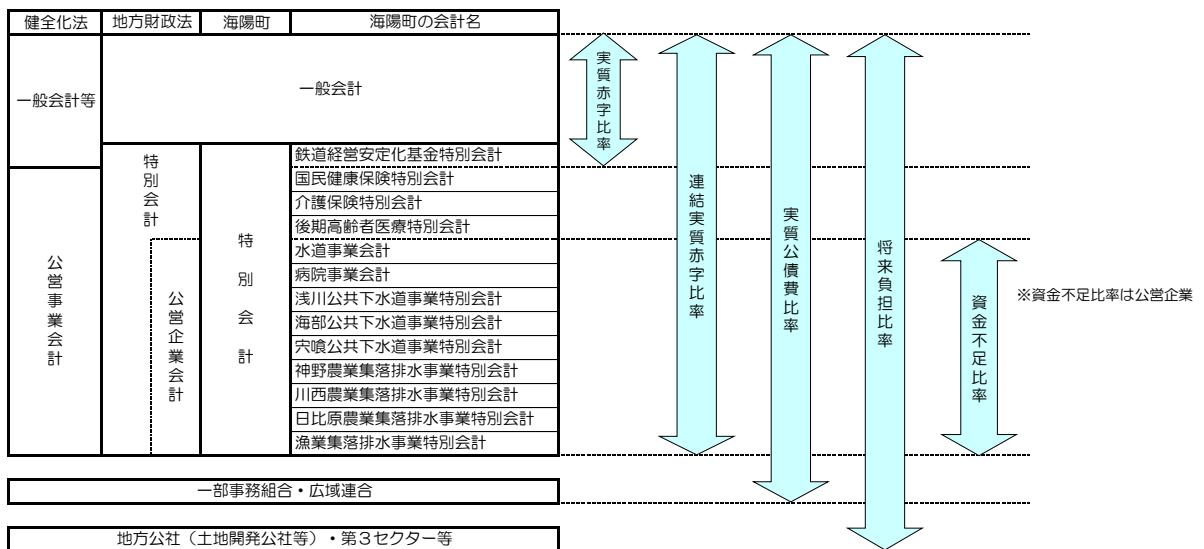 健全化法 地方財政法 海陽町 海陽町の会計名
一般会計等
一般会計
特別会計
特別会計
鉄道経営安定化基金特別会計
公営事業会計
国民健康保険特別会計
介護保険特別会計
後期高齢者医療特別会計
公営企業会計
水道事業会計
病院事業会計
浅川公共下水道事業特別会計
海部公共下水道事業特別会計
宍喰公共下水道事業特別会計
神野農業集落排水事業特別会計
川西農業集落排水事業特別会計
日比原農業集落排水事業特別会計
漁業集落排水事業特別会計
一部事務組合・広域連合
地方公社（土地開発公社等）・第３セクター等
実質赤字比率
連結実質赤字比率
実質公債費比率
将来負担比率
資金不足比率
※資金不足比率は公営企業